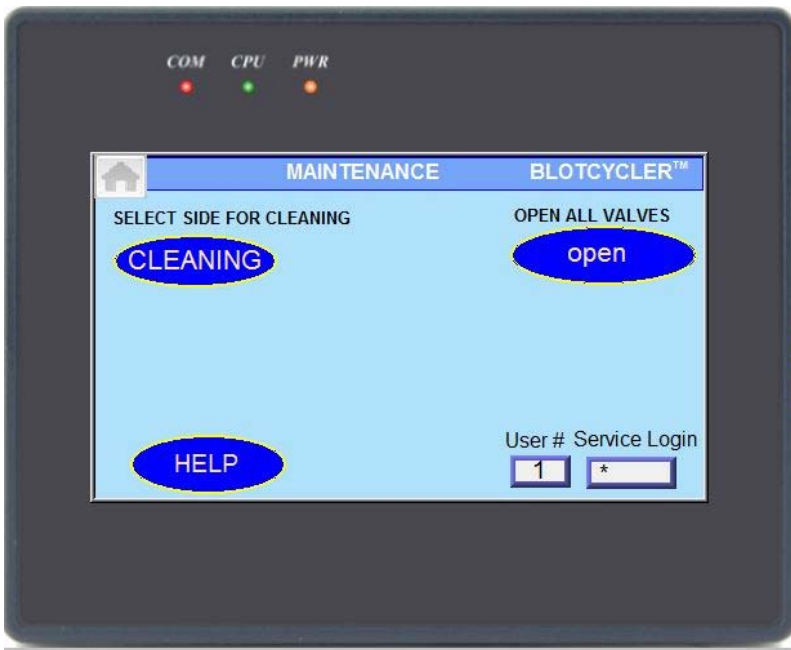 COM CPU PWR
MAINTENANCE BLOTCYCLER™
SELECT SIDE FOR CLEANING OPEN ALL VALVES
CLEANING open
User # Service Login
HELP 1 *